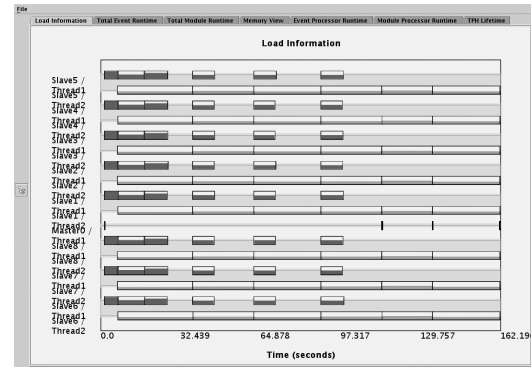 File
Load Information Total Event Runtime Total Module Runtime Memory View Event Processor Runtime Module Processor Runtime TPH Lifetime
Load Information
Slave5 /
Thread1
Slave5 /
Thread2
Slave4 /
Thread1
Slave4 /
Thread2
Slave3 /
Thread1
Slave3 /
Thread2
Slave2 /
Thread1
Slave2 /
Thread2
Slave1 /
Thread1
Slave1 /
Thread2
Master0 /
Thread1
Slave8 /
Thread1
Slave8 /
Thread2
Slave7 /
Thread1
Slave7 /
Thread2
Slave6 /
Thread1
Slave6 /
Thread2
0.0 32.439 64.878 97.317 129.757 162.196
Time (seconds)